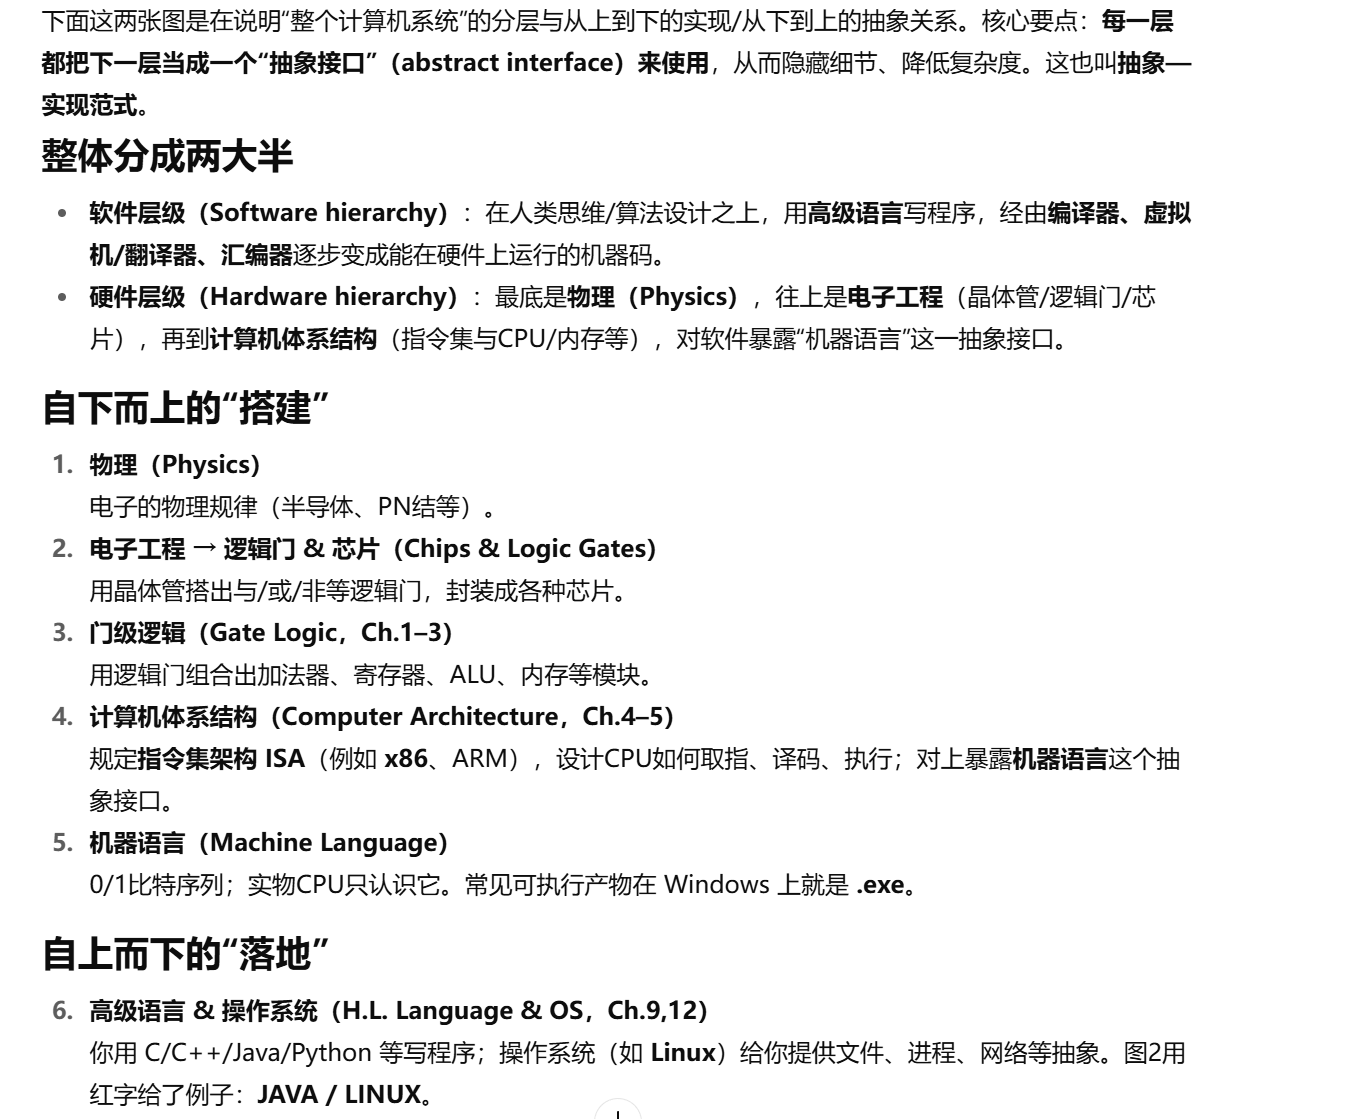 下面这两张图是在说明“整个计算机系统”的分层与从上到下的实现/从下到上的抽象关系。核心要点：每一层
都把下一层当成一个“抽象接口”（abstract interface）来使用，从而隐藏细节、降低复杂度。这也叫抽象—
实现范式。
整体分成两大半
• 软件层级（Software hierarchy）：在人类思维/算法设计之上，用高级语言写程序，经由编译器、虚拟
机/翻译器、汇编器逐步变成能在硬件上运行的机器码。
• 硬件层级（Hardware hierarchy）：最底是物理（Physics），往上是电子工程（晶体管/逻辑门/芯
片），再到计算机体系结构（指令集与CPU/内存等），对软件暴露“机器语言”这一抽象接口。
自下而上的“搭建”
1. 物理（Physics）
电子的物理规律（半导体、PN结等）。
2. 电子工程 → 逻辑门 & 芯片（Chips & Logic Gates）
用晶体管搭出与/或/非等逻辑门，封装成各种芯片。
3. 门级逻辑（Gate Logic，Ch.1–3）
用逻辑门组合出加法器、寄存器、ALU、内存等模块。
4. 计算机体系结构（Computer Architecture，Ch.4–5）
规定指令集架构 ISA（例如 x86、ARM），设计CPU如何取指、译码、执行；对上暴露机器语言这个抽
象接口。
5. 机器语言（Machine Language）
0/1比特序列；实物CPU只认识它。常见可执行产物在 Windows 上就是 .exe。
自上而下的“落地”
6. 高级语言 & 操作系统（H.L. Language & OS，Ch.9,12）
你用 C/C++/Java/Python 等写程序；操作系统（如 Linux）给你提供文件、进程、网络等抽象。图2用
红字给了例子：JAVA / LINUX。